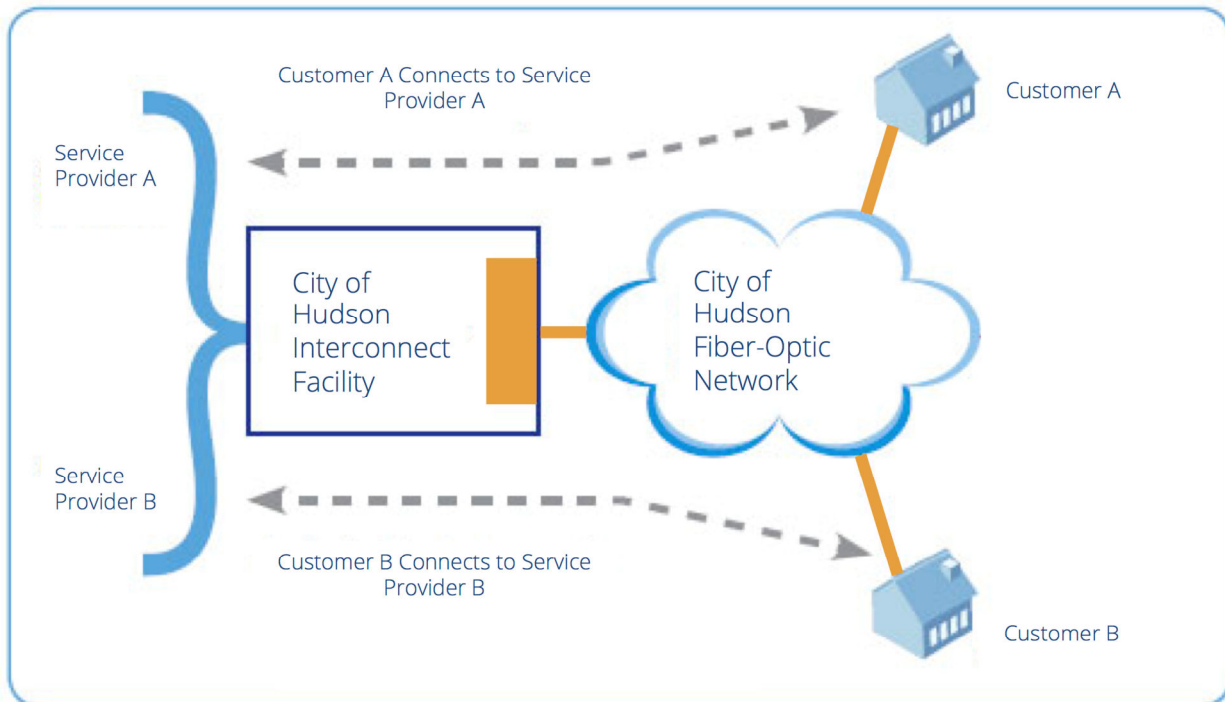 Customer A Connects to Service
Provider A
Customer A
Service
Provider A
City of
Hudson
Interconnect
Facility
City of
Hudson
Fiber-Optic
Network
Service
Provider B
Customer B Connects to Service
Provider B
Customer B